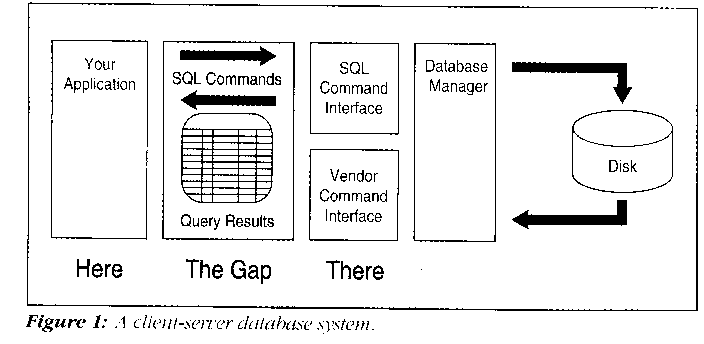 Your
Application
SQL Commands
Query Results
SQL
Command
Interface
Vendor
Command
Interface
Database
Manager
Disk
Here
The Gap
There
Figure 1: A client-server database system.